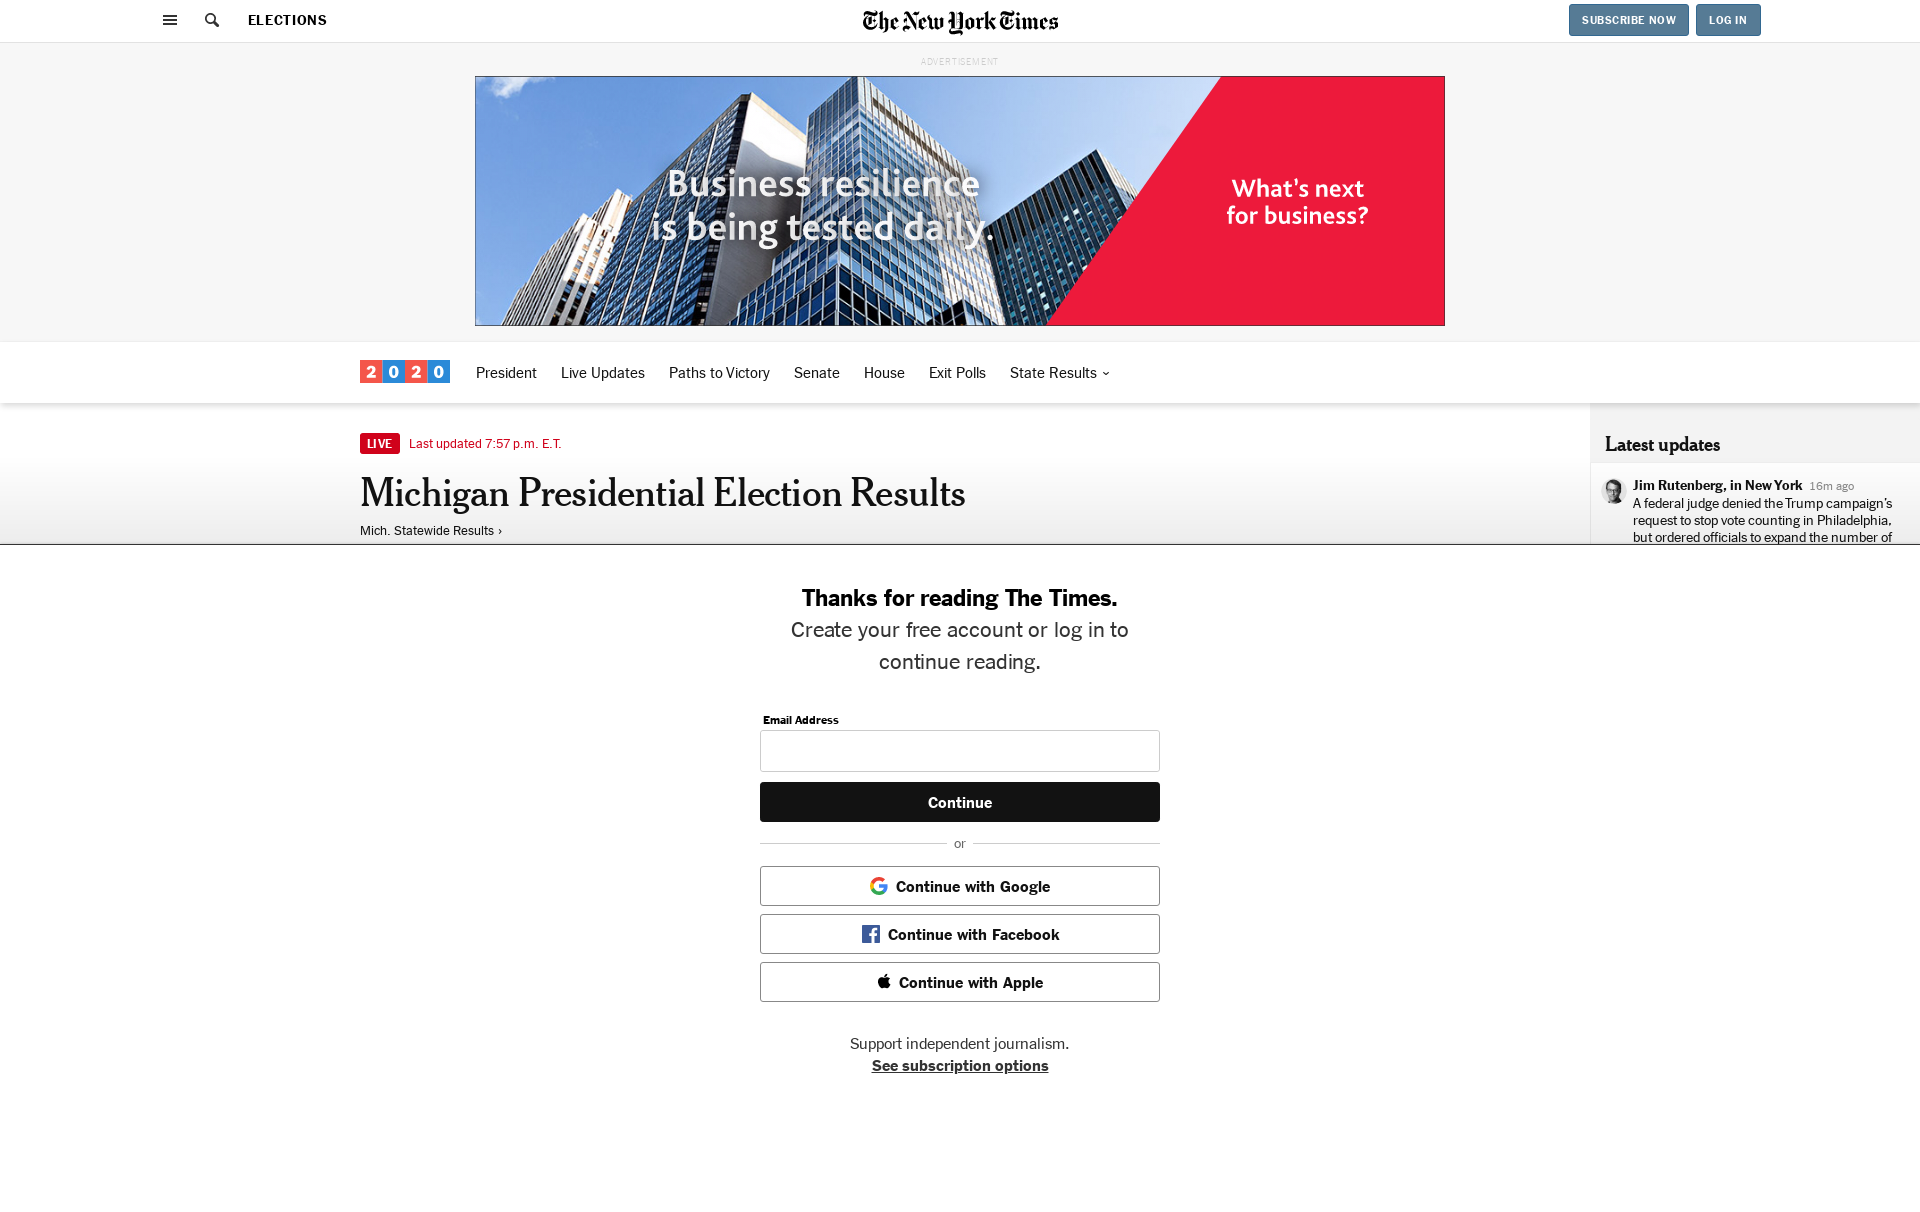 ELECTIONS
The New York Times
SUBSCRIBE NOW
LOG IN
ADVERTISEMENT
Business resilience
is being tested daily.
What's next
for business?
2020
President
Live Updates
Paths to Victory
Senate
House
Exit Polls
State Results
LIVE
Last updated 7:57 p.m. E.T.
Michigan Presidential Election Results
Mich. Statewide Results ›
Latest updates
Jim Rutenberg, in New York 16m ago
A federal judge denied the Trump campaign's
request to stop vote counting in Philadelphia,
but ordered officials to expand the number of
Thanks for reading The Times.
Create your free account or log in to
continue reading.
Email Address
Continue
or
Continue with Google
Continue with Facebook
Continue with Apple
Support independent journalism.
See subscription options